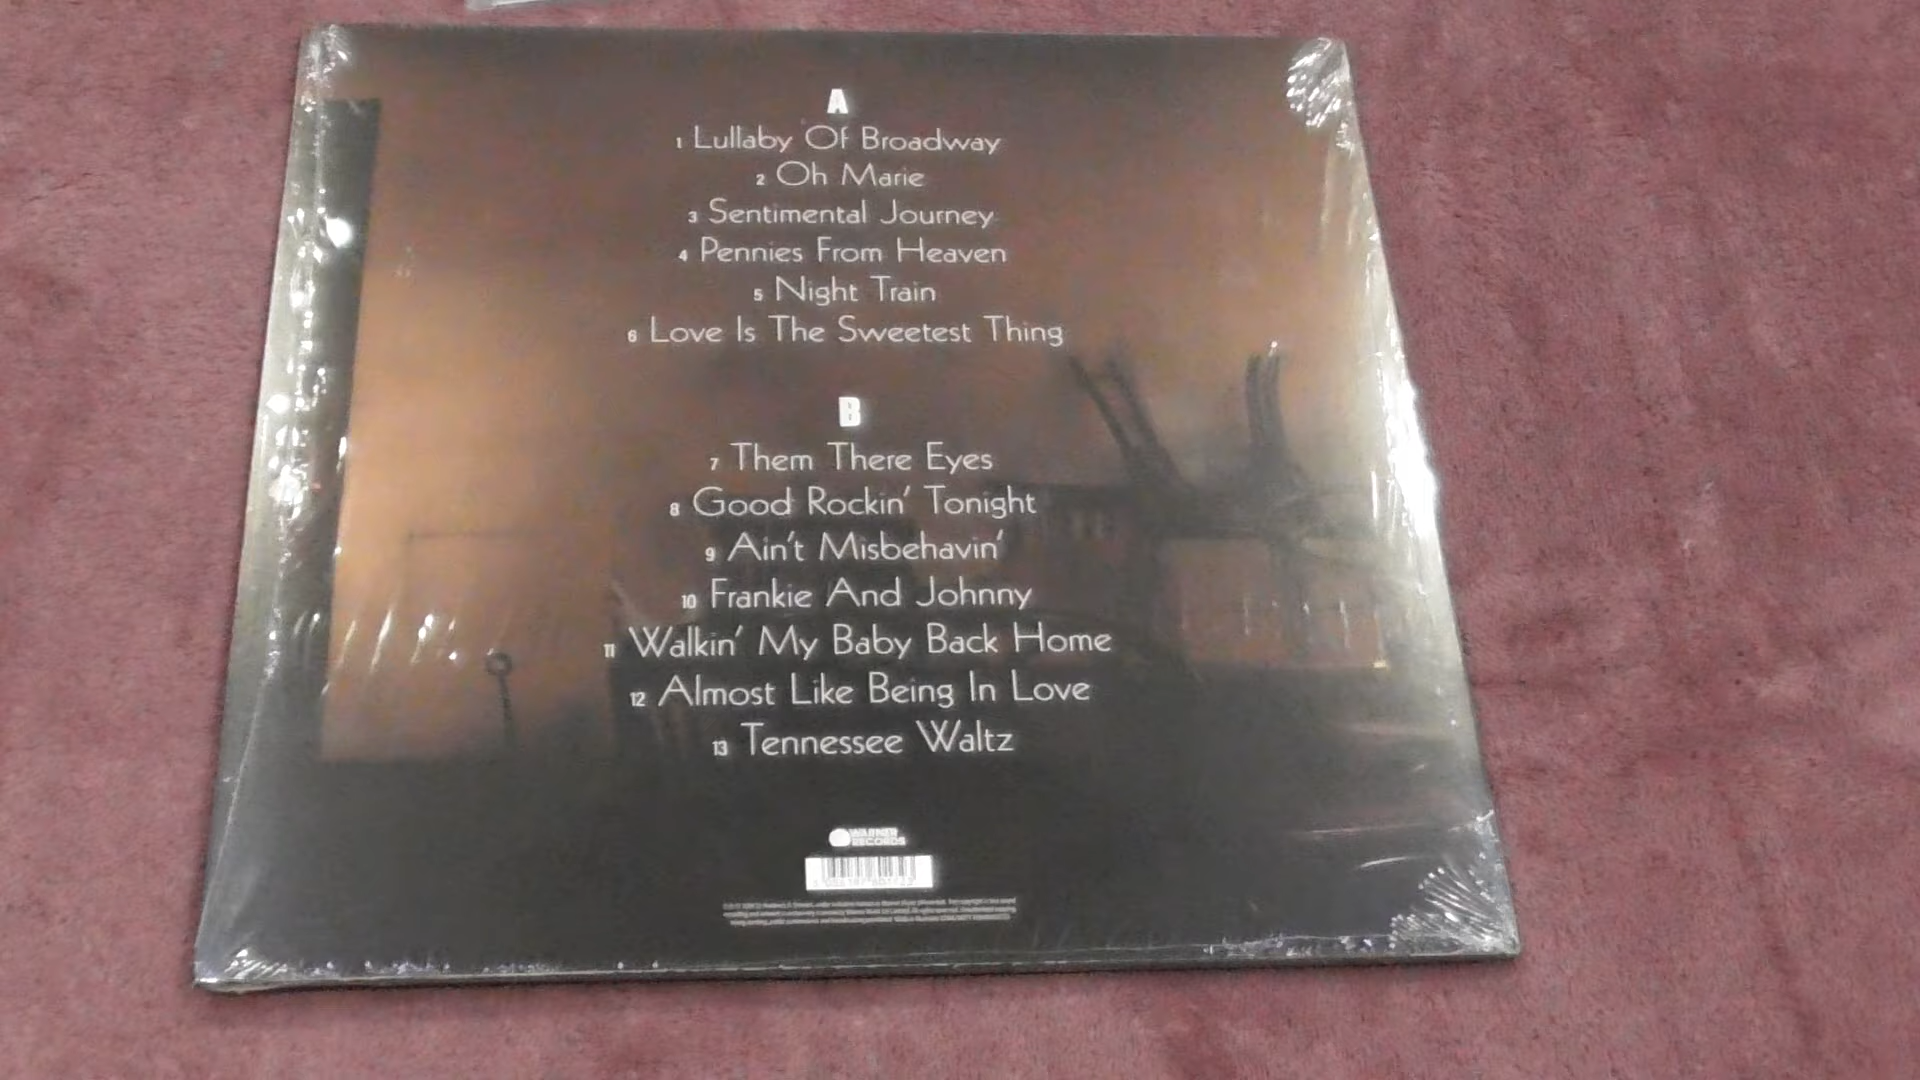 A
1 Lullaby Of Broadway
2 Oh Marie
3 Sentimental Journey
4 Pennies From Heaven
5 Night Train
6 Love Is The Sweetest Thing
B
7 Them There Eyes
8 Good Rockin' Tonight
9 Ain't Misbehavin'
10 Frankie And Johnny
11 Walkin' My Baby Back Home
12 Almost Like Being In Love
13 Tennessee Waltz
WARNER
RECORDS